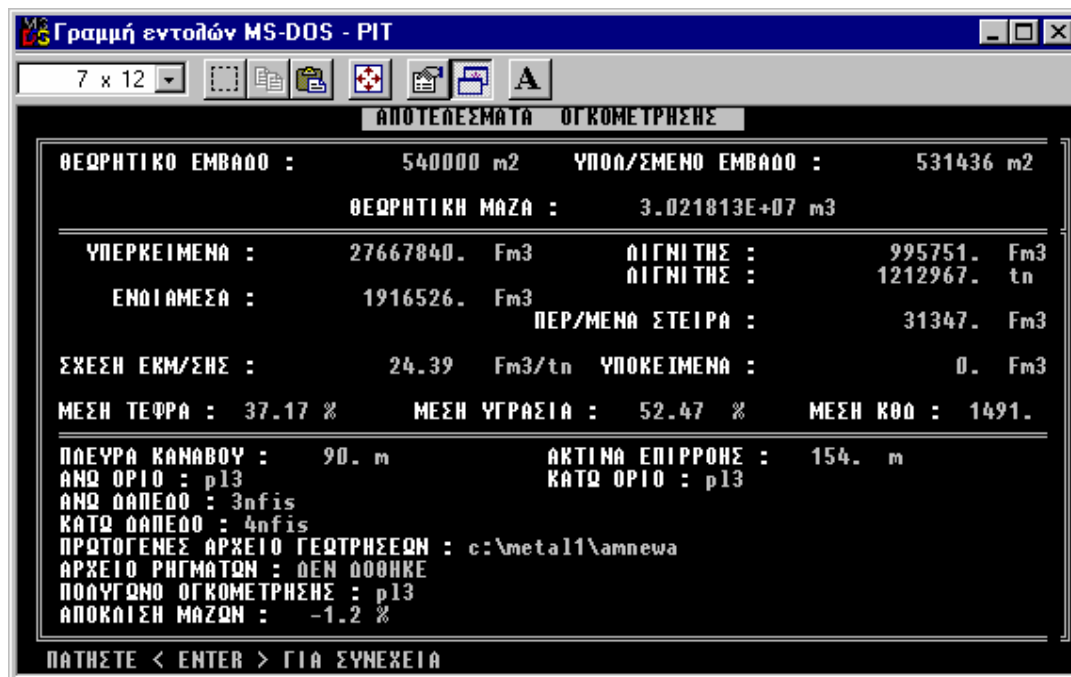 Γραμμή εντολών MS-DOS - PIT
7 x 12
A
ΑΠΟΤΕΛΕΣΜΑΤΑ ΟΓΚΟΜΕΤΡΗΣΗΣ
ΘΕΩΡΗΤΙΚΟ ΕΜΒΑΔΟ : 540000 m2 ΥΠΟΛ/ΣΜΕΝΟ ΕΜΒΑΔΟ : 531436 m2
ΘΕΩΡΗΤΙΚΗ ΜΑΖΑ : 3.021813E+07 m3
ΥΠΕΡΚΕΙΜΕΝΑ : 27667840. Fm3 ΛΙΓΝΙΤΗΣ : 995751. Fm3
ΛΙΓΝΙΤΗΣ : 1212967. tn
ΕΝΔΙΑΜΕΣΑ : 1916526. Fm3
ΠΕΡ/ΜΕΝΑ ΣΤΕΙΡΑ : 31347. Fm3
ΣΧΕΣΗ ΕΚΜ/ΣΗΣ : 24.39 Fm3/tn ΥΠΟΚΕΙΜΕΝΑ : 0. Fm3
ΜΕΣΗ ΤΕΦΡΑ : 37.17 % ΜΕΣΗ ΥΓΡΑΣΙΑ : 52.47 % ΜΕΣΗ ΚΘΔ : 1491.
ΠΛΕΥΡΑ ΚΑΝΑΒΟΥ : 90. m ΑΚΤΙΝΑ ΕΠΙΡΡΟΗΣ : 154. m
ΑΝΩ ΟΡΙΟ : pl3 ΚΑΤΩ ΟΡΙΟ : pl3
ΑΝΩ ΔΑΠΕΔΟ : 3nfis
ΚΑΤΩ ΔΑΠΕΔΟ : 4nfis
ΠΡΩΤΟΓΕΝΕΣ ΑΡΧΕΙΟ ΓΕΩΤΡΗΣΕΩΝ : c:\metal1\amnewa
ΑΡΧΕΙΟ ΡΗΓΜΑΤΩΝ : ΔΕΝ ΔΟΘΗΚΕ
ΠΟΛΥΓΩΝΟ ΟΓΚΟΜΕΤΡΗΣΗΣ : pl3
ΑΠΟΚΛΙΣΗ ΜΑΖΩΝ : -1.2 %
ΠΑΤΗΣΤΕ < ENTER > ΓΙΑ ΣΥΝΕΧΕΙΑ